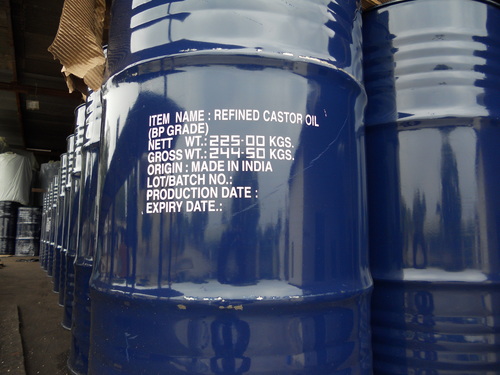 ITEM NAME : REFINED CASTOR OIL
(BP GRADE)
NETT WT.: 225.00 KGS.
GROSS WT.: 244.50 KGS.
ORIGIN : MADE IN INDIA
LOT/BATCH NO.:
PRODUCTION DATE :
EXPIRY DATE.: